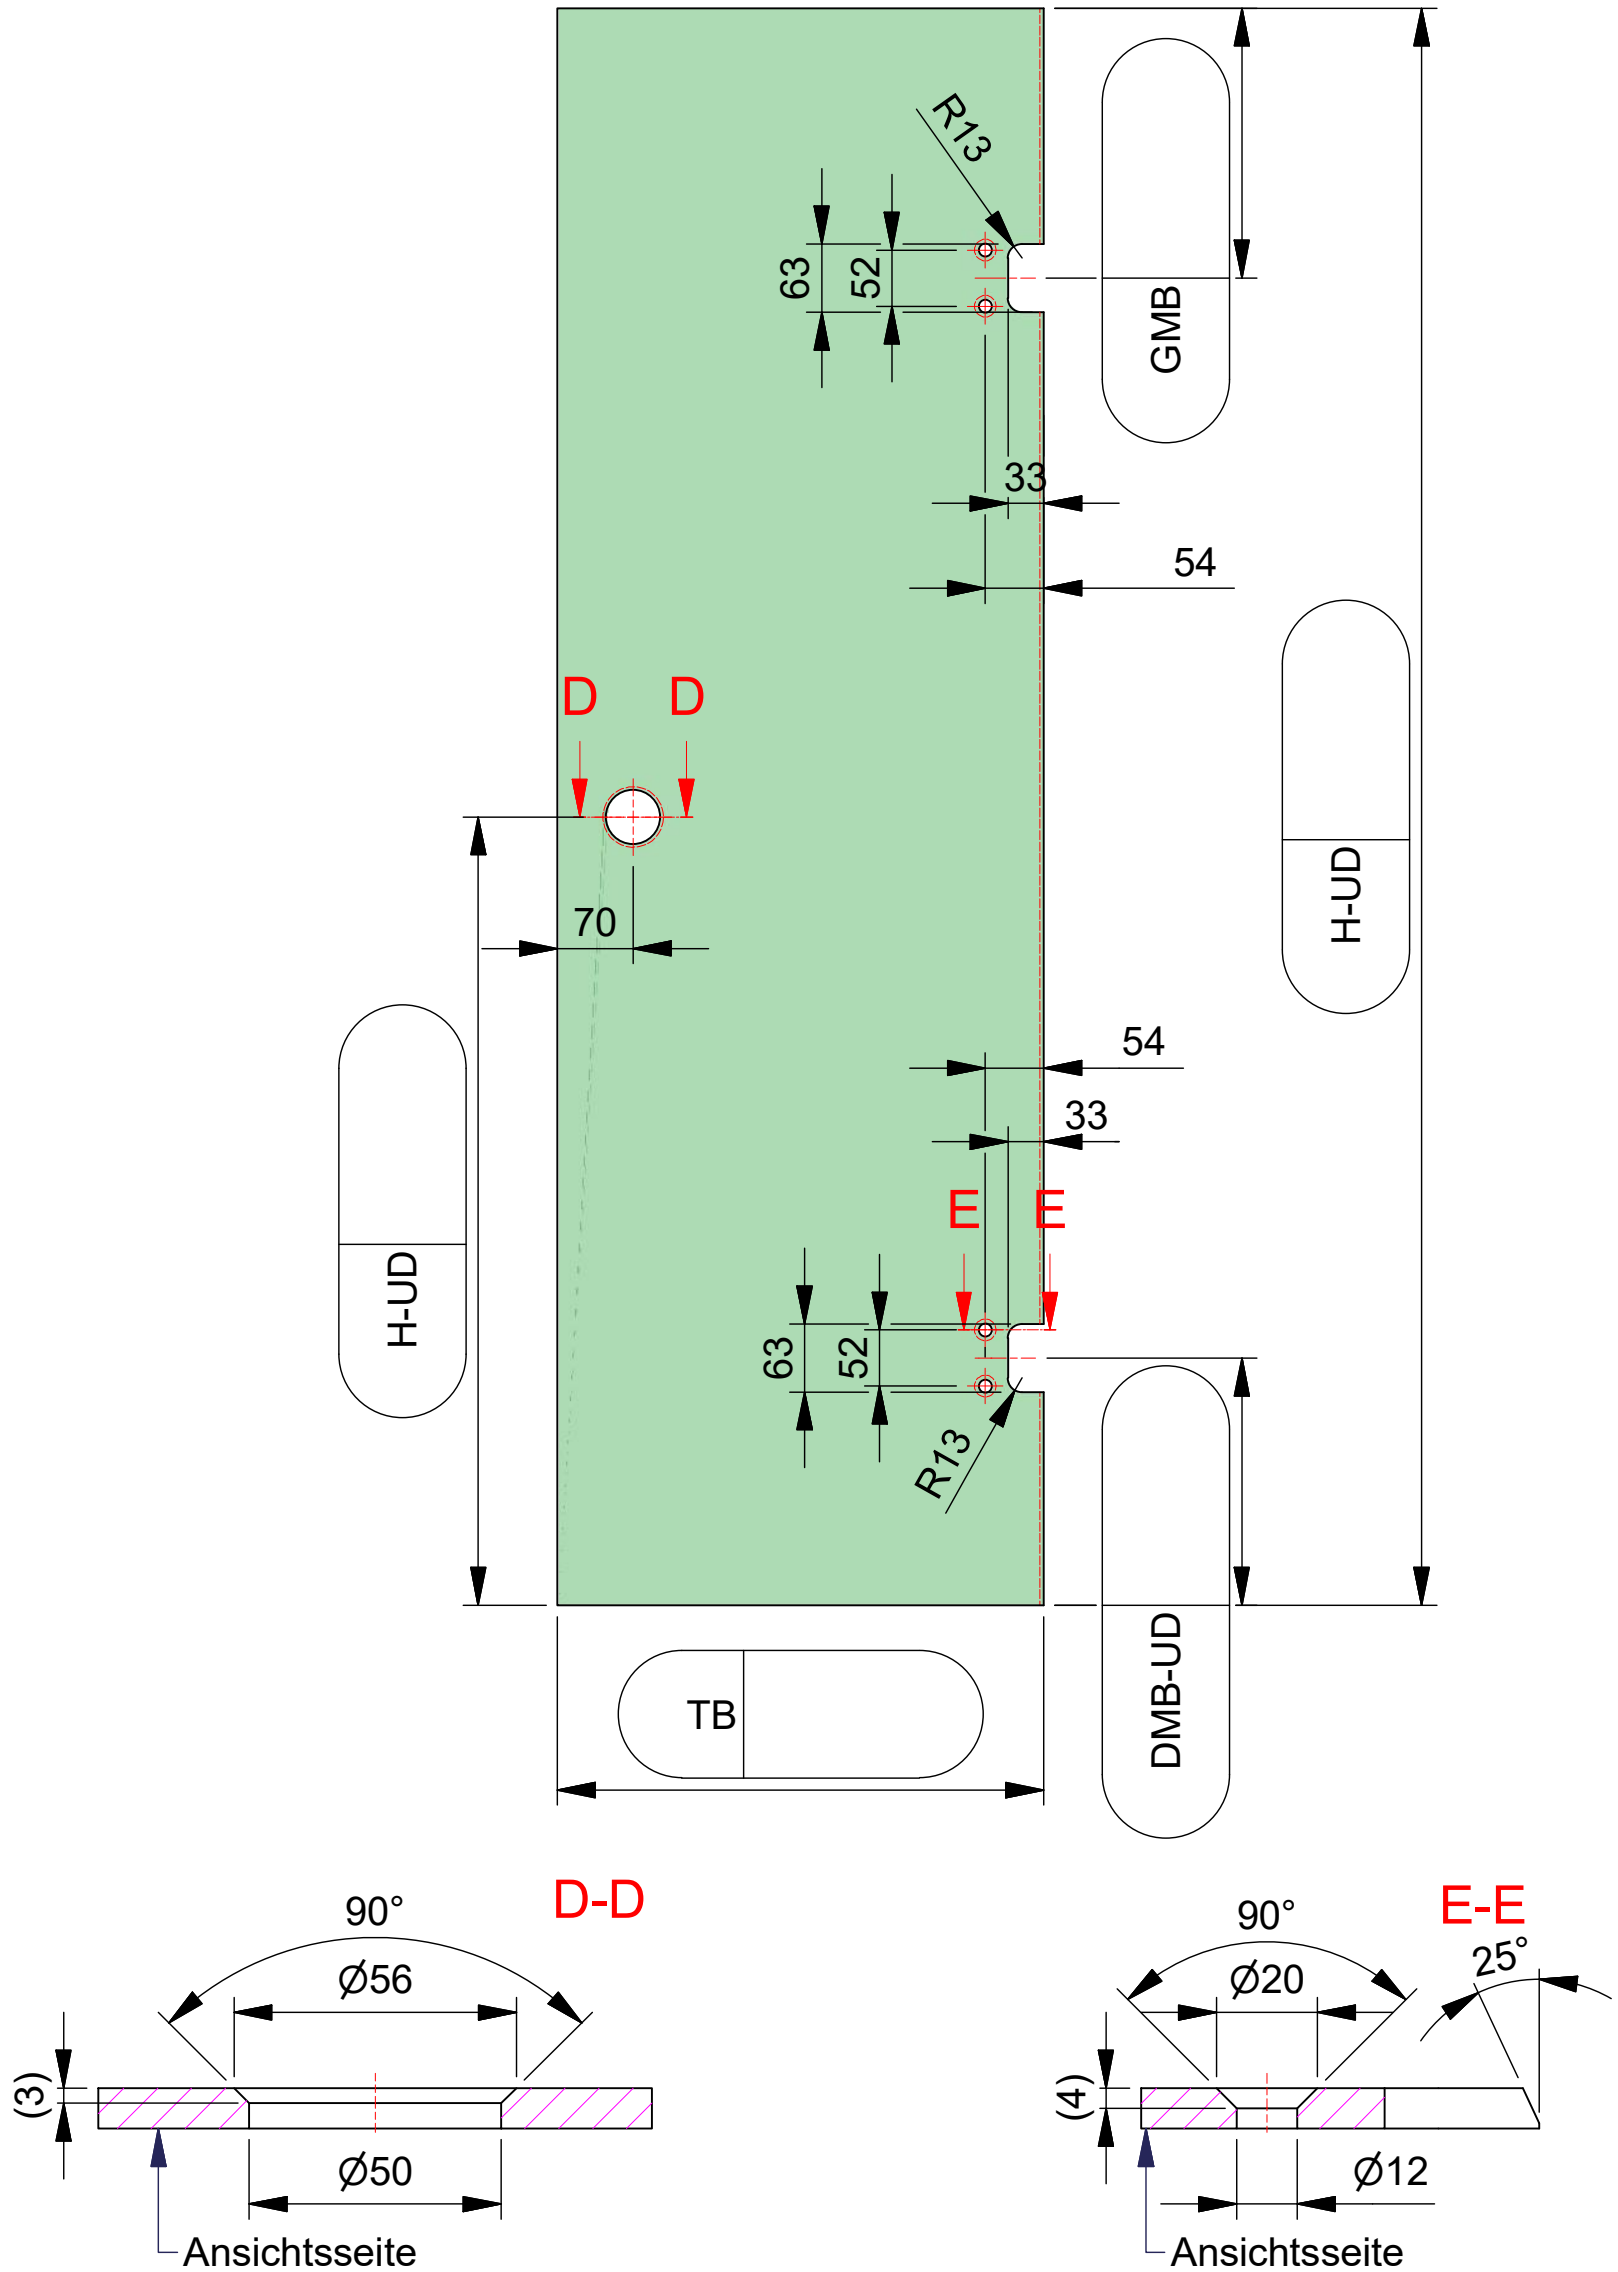 R13
63
52
GMB
33
54
D D
70
H-UD
54
33
E E
H-UD
63
52
R13
TB
DMB-UD
D-D
90°
Ø56
(3)
Ø50
Ansichtsseite
E-E
90°
25°
Ø20
(4)
Ø12
Ansichtsseite